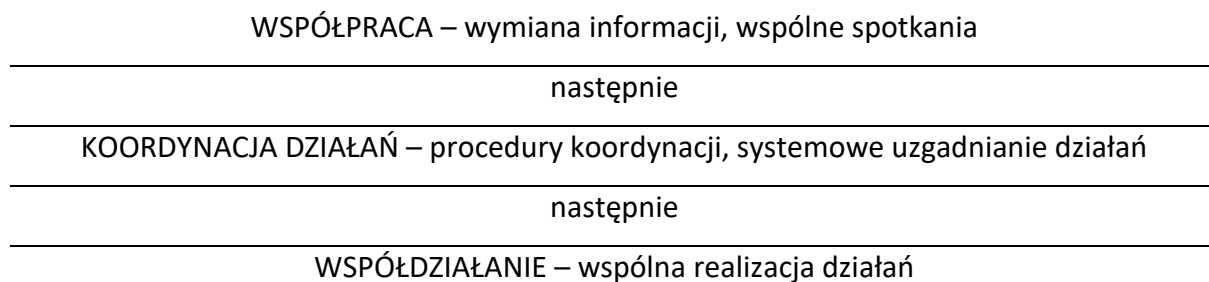 WSPÓŁPRACA – wymiana informacji, wspólne spotkania
następnie
KOORDYNACJA DZIAŁAŃ – procedury koordynacji, systemowe uzgadnianie działań
następnie
WSPÓŁDZIAŁANIE – wspólna realizacja działań